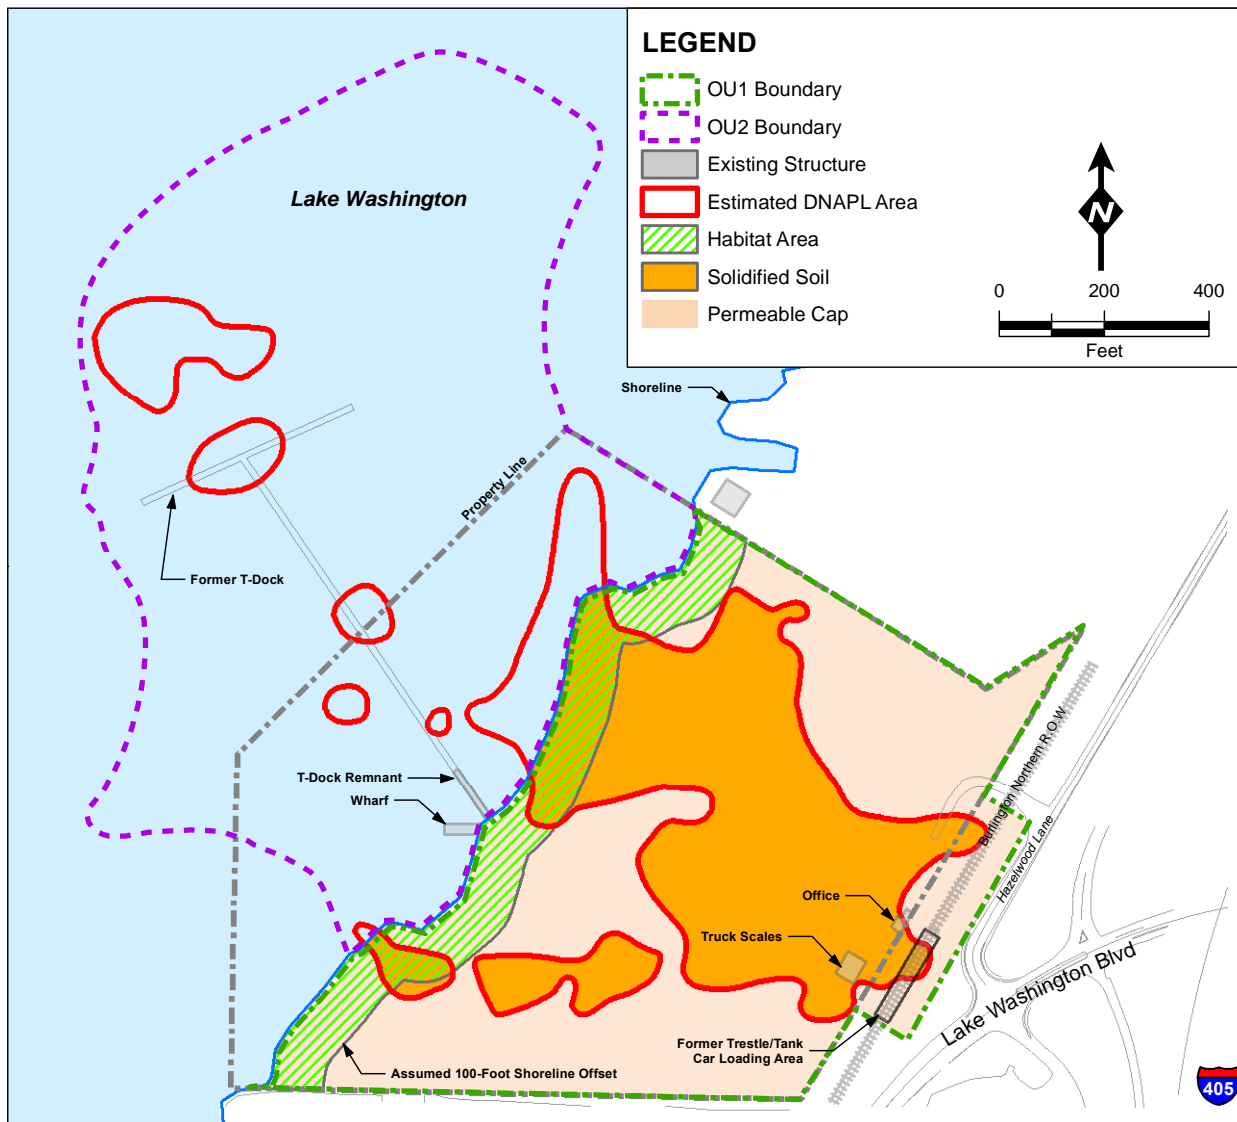 LEGEND
OU1 Boundary
OU2 Boundary
Existing Structure
Estimated DNAPL Area
Habitat Area
Solidified Soil
Permeable Cap
N
0 200 400
Feet
Lake Washington
Shoreline
Property Line
Former T-Dock
T-Dock Remnant
Wharf
Burlington Northern R.O.W
Hazelwood Lane
Office
Truck Scales
Lake Washington Blvd
Former Trestle/Tank
Car Loading Area
Assumed 100-Foot Shoreline Offset
405